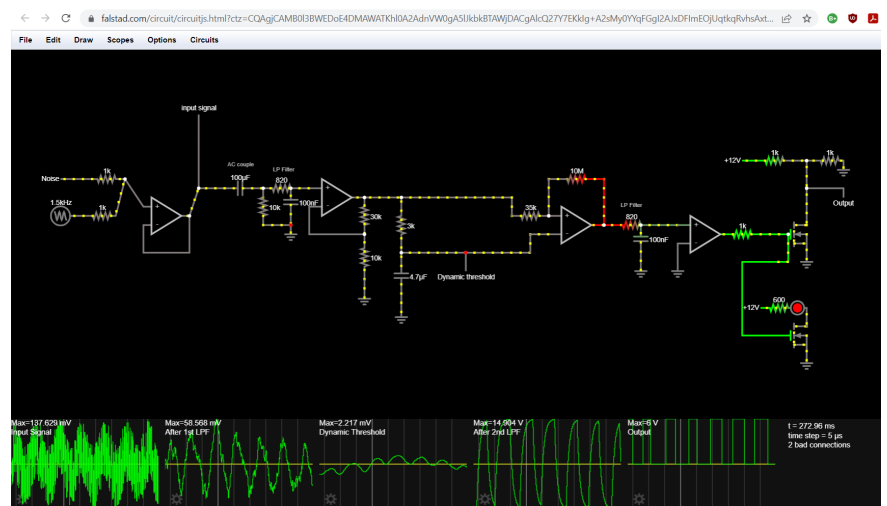 falstad.com/circuit/circuitjs.html?ctz=
File Edit Draw Scopes Options Circuits
input signal
AC couple
100µF
LP Filter
820
1k
Noise
1k
1.5kHz
10k
100nF
30k
10k
3k
4.7µF
Dynamic threshold
35k
10M
LP Filter
820
100nF
1k
+12V
1k
1k
Output
+12V
600
Max=137.629 mV
Input Signal
Max=58.568 mV
After 1st LPF
Max=2.217 mV
Dynamic Threshold
Max=14.904 V
After 2nd LPF
Max=6 V
Output
t = 272.96 ms
time step = 5 µs
2 bad connections